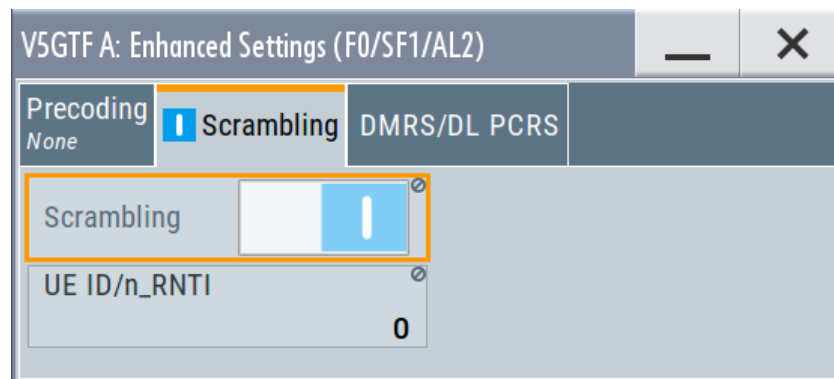 V5GTF A: Enhanced Settings (F0/SF1/AL2)
Precoding
None
Scrambling
DMRS/DL PCRS
Scrambling
UE ID/n_RNTI
0